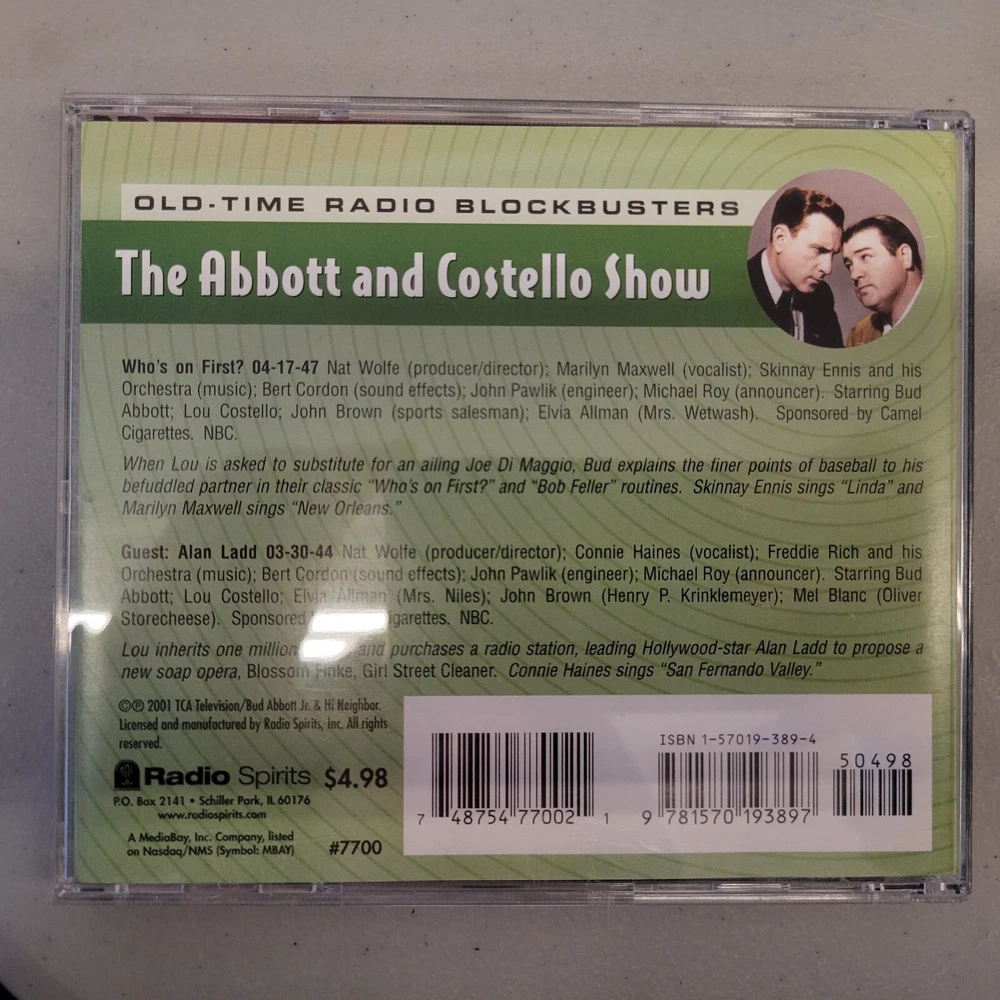 OLD-TIME RADIO BLOCKBUSTERS
The Abbott and Costello Show
Who's on First? 04-17-47 Nat Wolfe (producer/director); Marilyn Maxwell (vocalist); Skinnay Ennis and his
Orchestra (music); Bert Cordon (sound effects); John Pawlik (engineer); Michael Roy (announcer). Starring Bud
Abbott; Lou Costello; John Brown (sports salesman); Elvia Allman (Mrs. Wetwash). Sponsored by Camel
Cigarettes. NBC.
When Lou is asked to substitute for an ailing Joe Di Maggio, Bud explains the finer points of baseball to his
befuddled partner in their classic "Who's on First?" and "Bob Feller" routines. Skinnay Ennis sings "Linda" and
Marilyn Maxwell sings "New Orleans."
Guest: Alan Ladd 03-30-44 Nat Wolfe (producer/director); Connie Haines (vocalist); Freddie Rich and his
Orchestra (music); Bert Cordon (sound effects); John Pawlik (engineer); Michael Roy (announcer). Starring Bud
Abbott; Lou Costello; Elvia Allman (Mrs. Niles); John Brown (Henry P. Krinklemeyer); Mel Blanc (Oliver
Storecheese). Sponsored garettes. NBC.
Lou inherits one million and purchases a radio station, leading Hollywood-star Alan Ladd to propose a
new soap opera, Blossom Finke, Girl Street Cleaner. Connie Haines sings "San Fernando Valley."
©℗ 2001 TCA Television/Bud Abbott Jr. & Hi Neighbor.
Licensed and manufactured by Radio Spirits, Inc. All rights
reserved.
Radio Spirits $4.98
P.O. Box 2141 • Schiller Park, IL 60176
www.radiospirits.com
A MediaBay, Inc. Company, listed
on Nasdaq/NMS (Symbol: MBAY) #7700
7 48754 77002 1
ISBN 1-57019-389-4
9 781570 193897
50498